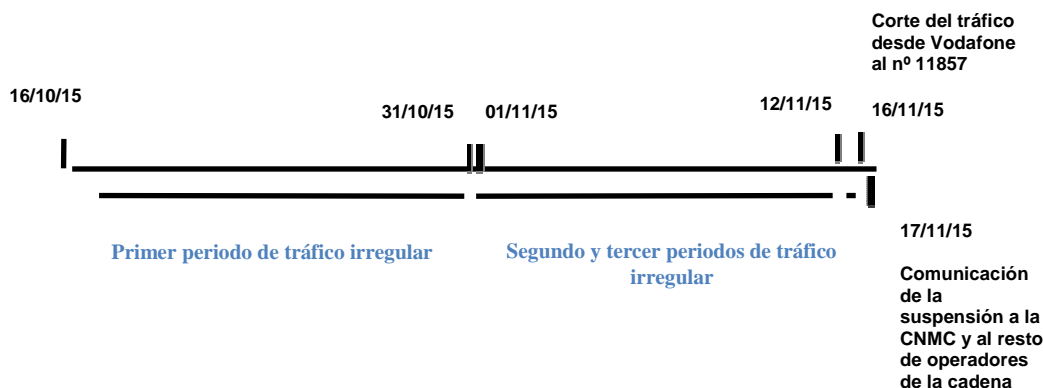 Corte del tráfico
desde Vodafone
al nº 11857
16/10/15
31/10/15
01/11/15
12/11/15
16/11/15
Primer periodo de tráfico irregular
Segundo y tercer periodos de tráfico
irregular
17/11/15
Comunicación
de la
suspensión a la
CNMC y al resto
de operadores
de la cadena